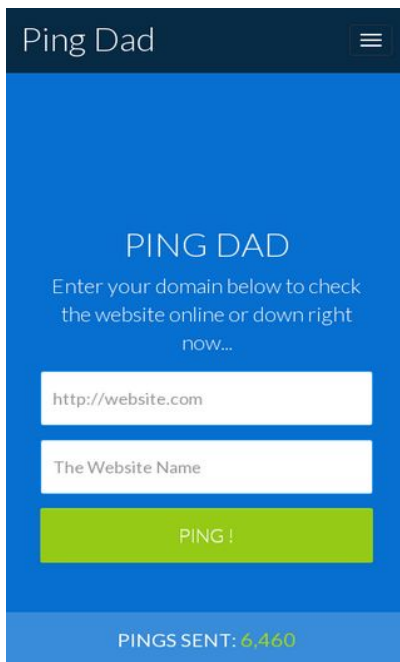 Ping Dad
PING DAD
Enter your domain below to check
the website online or down right
now...
http://website.com
The Website Name
PING !
PINGS SENT: 6,460